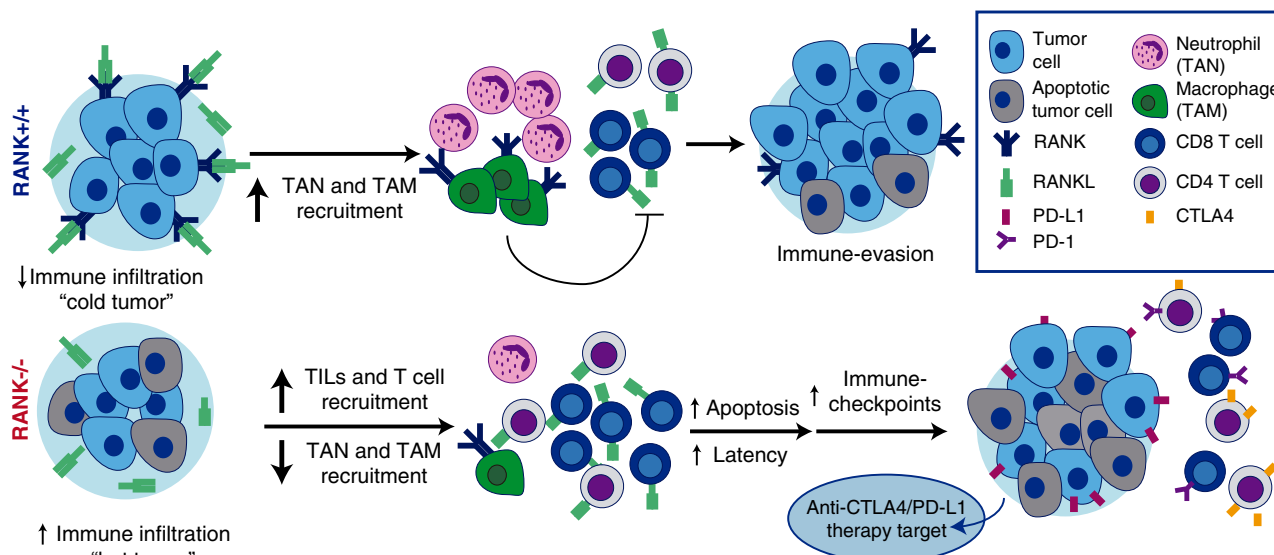 RANK+/+
TAN and TAM
recruitment
Immune infiltration
“cold tumor”
Immune-evasion
Tumor
cell
Apoptotic
tumor cell
RANK
RANKL
PD-L1
PD-1
Neutrophil
(TAN)
Macrophage
(TAM)
CD8 T cell
CD4 T cell
CTLA4
RANK-/-
TILs and T cell
recruitment
TAN and TAM
recruitment
Apoptosis
Latency
Immune-
checkpoints
Anti-CTLA4/PD-L1
therapy target
Immune infiltration